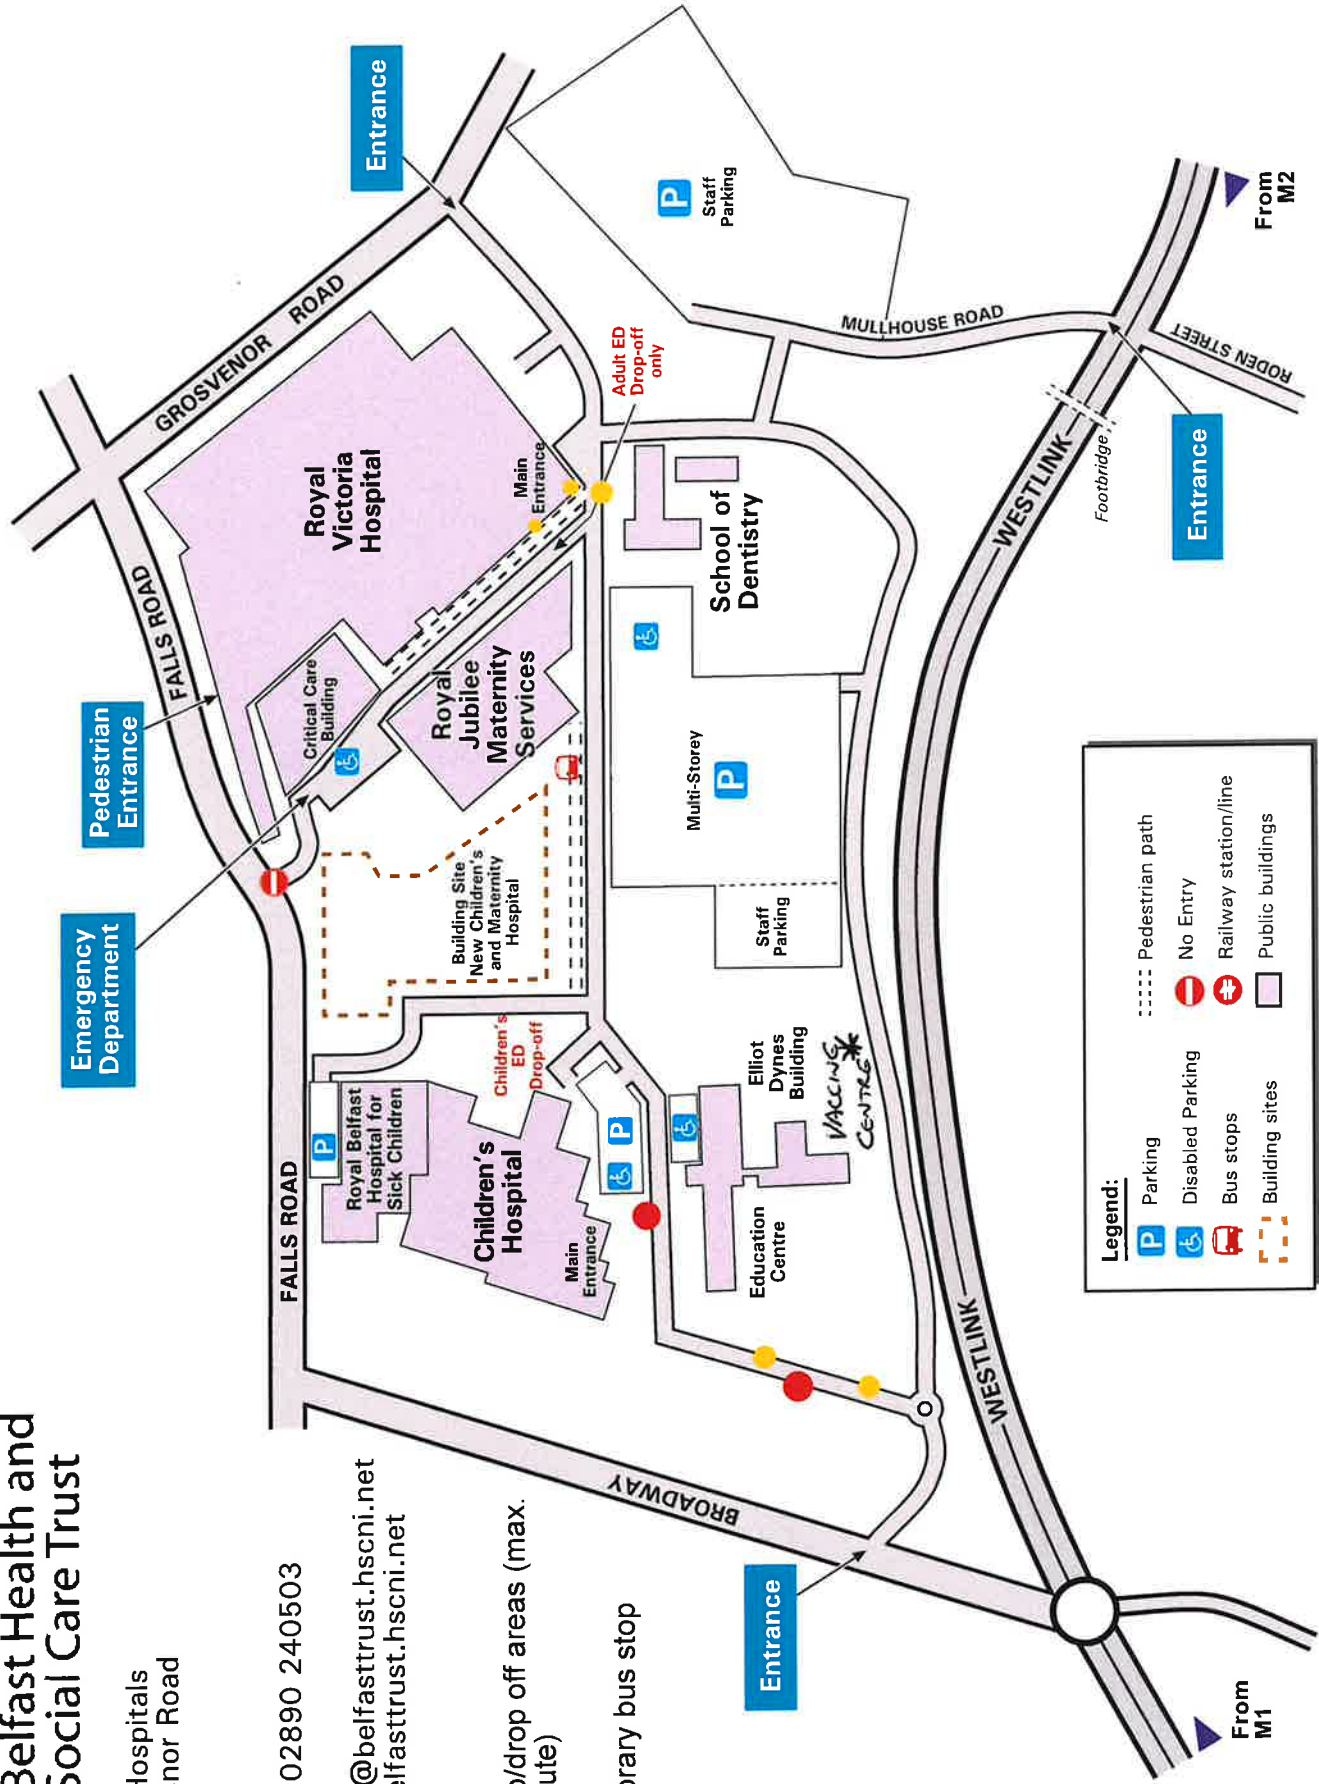 Belfast Health and
Social Care Trust
Hospitals
nor Road
02890 240503
@belfasttrust.hscni.net
elfasttrust.hscni.net
o/drop off areas (max.
ute)
rary bus stop
Emergency
Department
Pedestrian
Entrance
Entrance
FALLS ROAD
FALLS ROAD
GROSVENOR ROAD
Royal
Victoria
Hospital
Critical Care
Building
Main
Entrance
Royal
Jubilee
Maternity
Services
Building Site
New Children's
and Maternity
Hospital
Adult ED
Drop-off
only
P
Staff
Parking
P
Royal Belfast
Hospital for
Sick Children
Children's
ED
Drop-off
Children's
Hospital
Main
Entrance
P
School of
Dentistry
Multi-Storey
P
Staff
Parking
Elliot
Dynes
Building
VACCINE
CENTRE
Education
Centre
MULLHOUSE ROAD
RODEN STREET
WESTLINK
Footbridge
Entrance
WESTLINK
BROADWAY
Entrance
From
M1
From
M2
Legend:
P Parking
Disabled Parking
Bus stops
Building sites
Pedestrian path
No Entry
Railway station/line
Public buildings